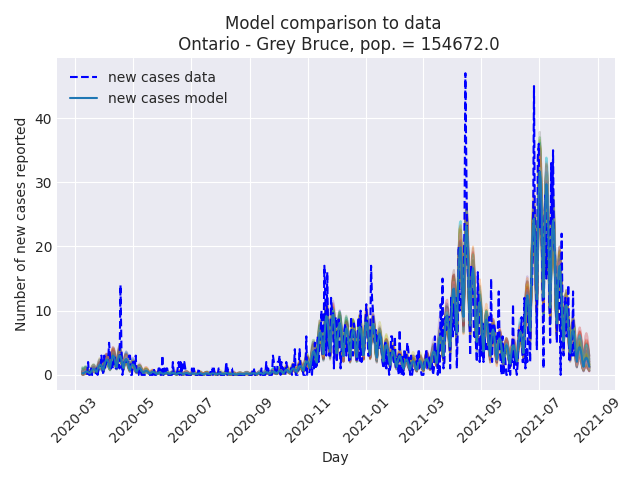 Model comparison to data
Ontario - Grey Bruce, pop. = 154672.0
new cases data
new cases model
Number of new cases reported
40
30
20
10
0
2020-03
2020-05
2020-07
2020-09
2020-11
2021-01
2021-03
2021-05
2021-07
2021-09
Day